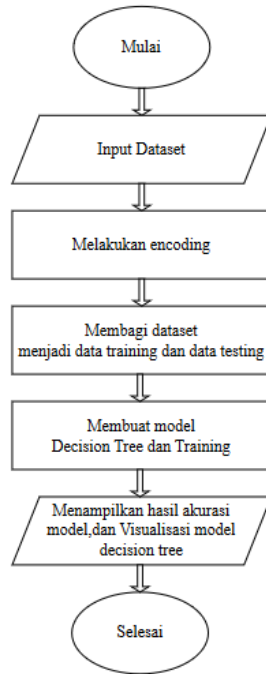 Mulai
Input Dataset
Melakukan encoding
Membagi dataset
menjadi data training dan data testing
Membuat model
Decision Tree dan Training
Menampilkan hasil akurasi
model,dan Visualisasi model
decision tree
Selesai